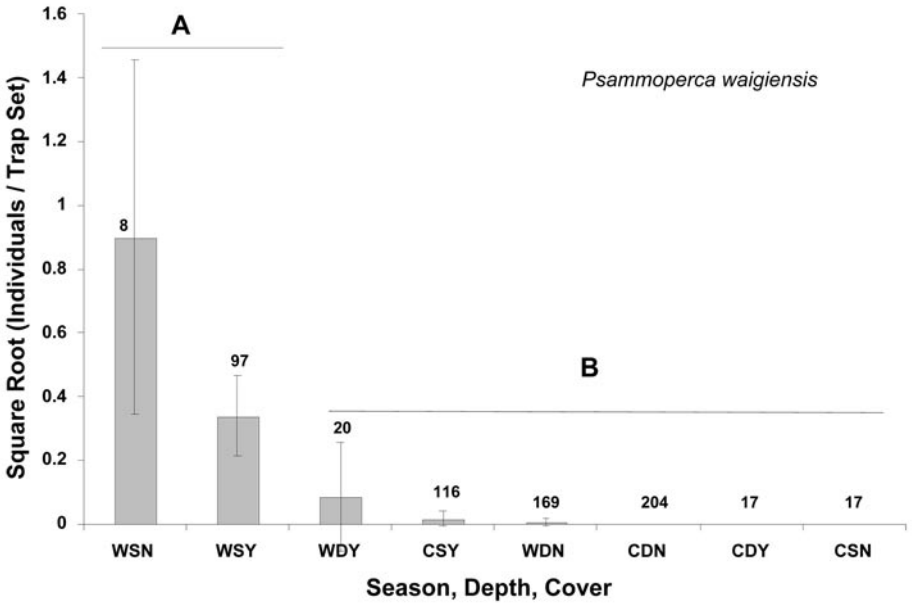 Square Root (Individuals / Trap Set)
1.6
1.4
1.2
1
0.8
0.6
0.4
0.2
0
A
Psammoperca waigiensis
8
97
B
20
116
169
204
17
17
WSN WSY WDY CSY WDN CDN CDY CSN
Season, Depth, Cover